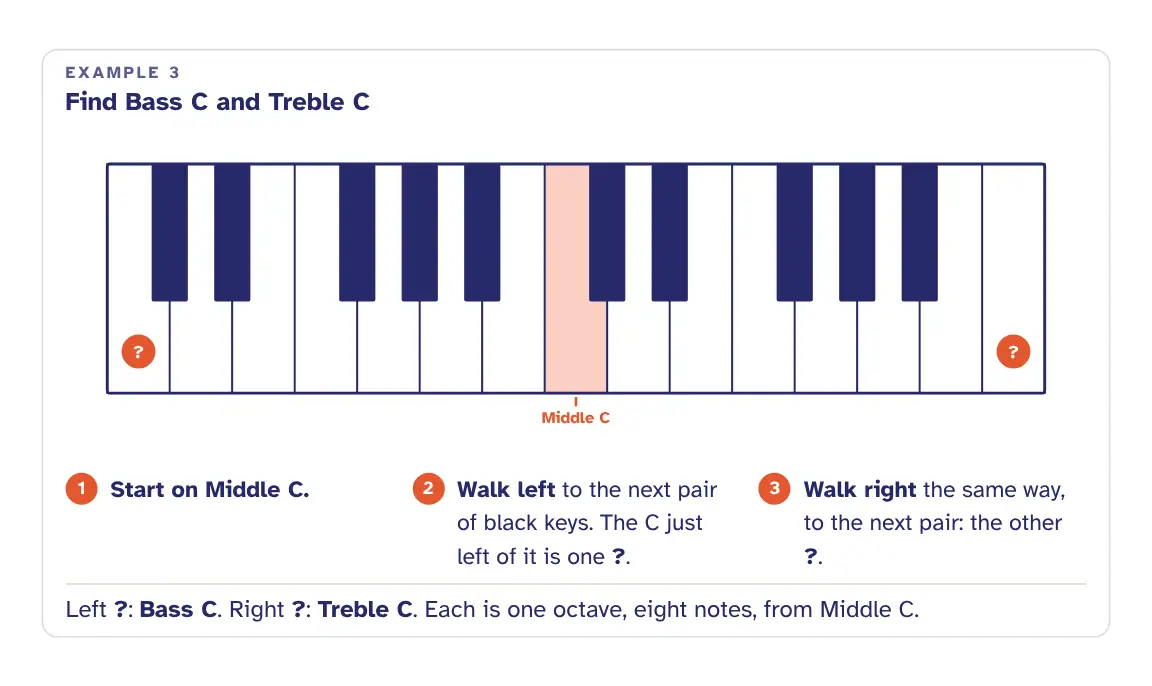 EXAMPLE 3
Find Bass C and Treble C
? ?
Middle C
1 Start on Middle C.
2 Walk left to the next pair
of black keys. The C just
left of it is one ?.
3 Walk right the same way,
to the next pair: the other
?.
Left ?: Bass C. Right ?: Treble C. Each is one octave, eight notes, from Middle C.